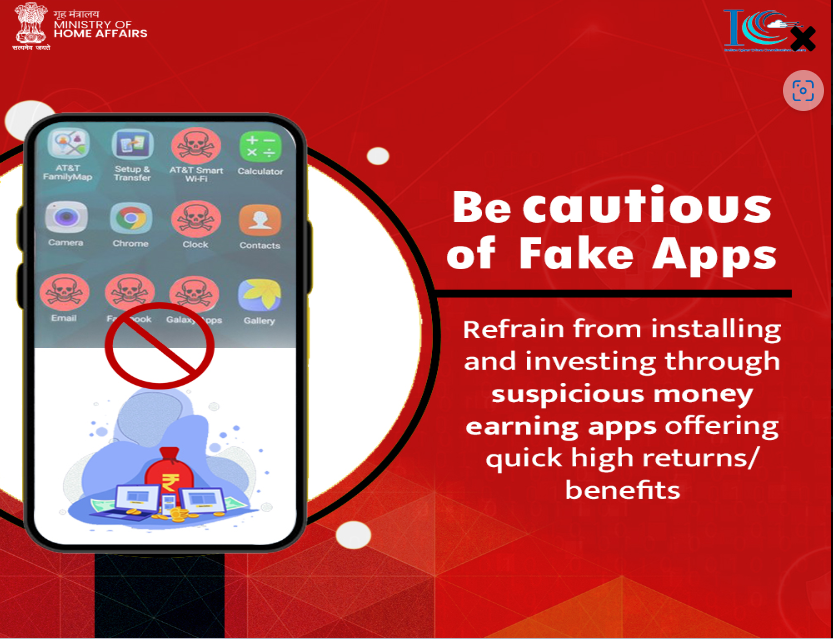 गृह मंत्रालय
MINISTRY OF
HOME AFFAIRS
सत्यमेव जयते
Be cautious
of Fake Apps
Refrain from installing
and investing through
suspicious money
earning apps offering
quick high returns/
benefits
AT&T
FamilyMap
Setup &
Transfer
AT&T Smart
Wi-Fi
Calculator
Camera
Chrome
Clock
Contacts
Email
Gallery
₹